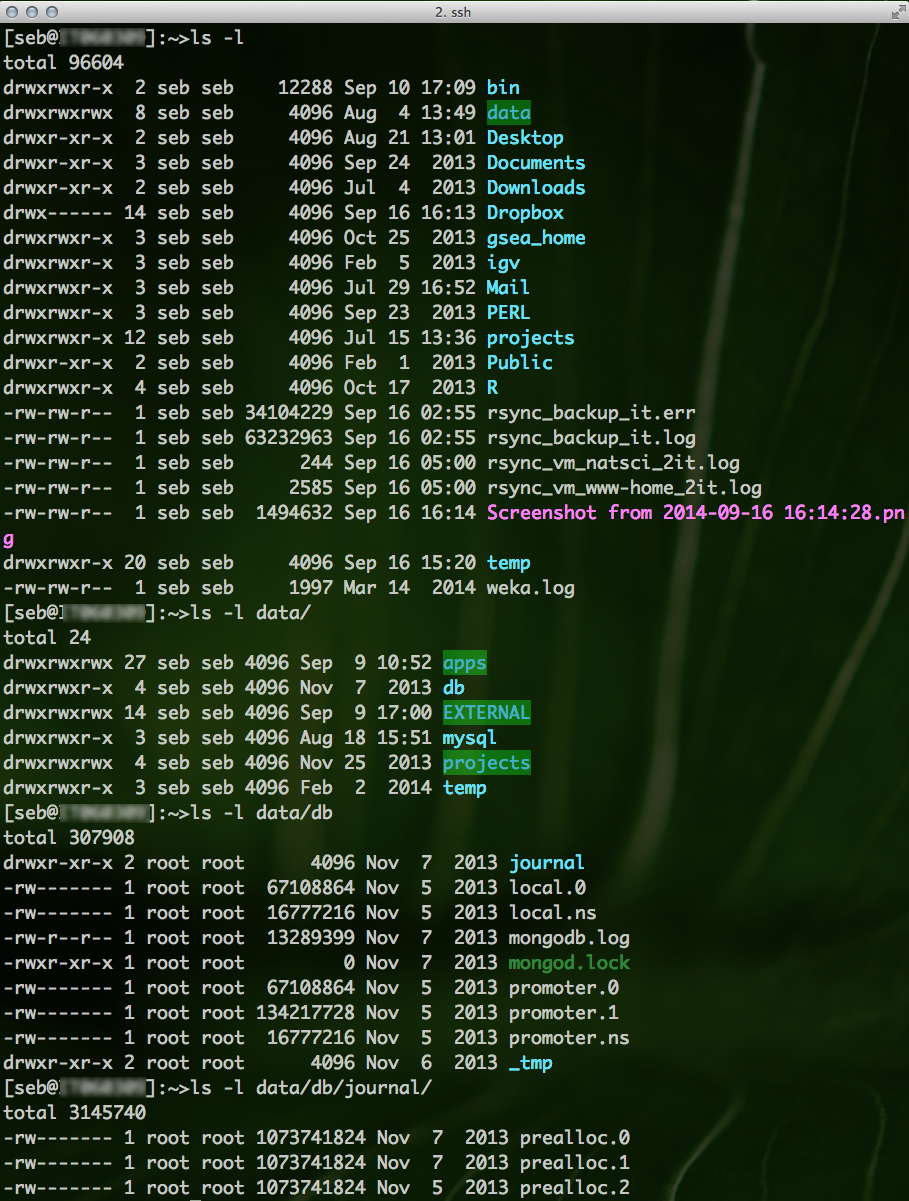 2. ssh
[seb@ ]:~>ls -l
total 96604
drwxrwxr-x  2 seb seb    12288 Sep 10 17:09 bin
drwxrwxrwx  8 seb seb     4096 Aug  4 13:49 data
drwxr-xr-x  2 seb seb     4096 Aug 21 13:01 Desktop
drwxr-xr-x  3 seb seb     4096 Sep 24  2013 Documents
drwxr-xr-x  2 seb seb     4096 Jul  4  2013 Downloads
drwx------ 14 seb seb     4096 Sep 16 16:13 Dropbox
drwxrwxr-x  3 seb seb     4096 Oct 25  2013 gsea_home
drwxrwxr-x  3 seb seb     4096 Feb  5  2013 igv
drwxrwxr-x  3 seb seb     4096 Jul 29 16:52 Mail
drwxrwxr-x  3 seb seb     4096 Sep 23  2013 PERL
drwxrwxr-x 12 seb seb     4096 Jul 15 13:36 projects
drwxr-xr-x  2 seb seb     4096 Feb  1  2013 Public
drwxrwxr-x  4 seb seb     4096 Oct 17  2013 R
-rw-rw-r--  1 seb seb 34104229 Sep 16 02:55 rsync_backup_it.err
-rw-rw-r--  1 seb seb 63232963 Sep 16 02:55 rsync_backup_it.log
-rw-rw-r--  1 seb seb      244 Sep 16 05:00 rsync_vm_natsci_2it.log
-rw-rw-r--  1 seb seb     2585 Sep 16 05:00 rsync_vm_www-home_2it.log
-rw-rw-r--  1 seb seb  1494632 Sep 16 16:14 Screenshot from 2014-09-16 16:14:28.pn
g
drwxrwxr-x 20 seb seb     4096 Sep 16 15:20 temp
-rw-rw-r--  1 seb seb     1997 Mar 14  2014 weka.log
[seb@ ]:~>ls -l data/
total 24
drwxrwxrwx 27 seb seb 4096 Sep  9 10:52 apps
drwxrwxr-x  4 seb seb 4096 Nov  7  2013 db
drwxrwxrwx 14 seb seb 4096 Sep  9 17:00 EXTERNAL
drwxrwxr-x  3 seb seb 4096 Aug 18 15:51 mysql
drwxrwxrwx  4 seb seb 4096 Nov 25  2013 projects
drwxrwxr-x  3 seb seb 4096 Feb  2  2014 temp
[seb@ ]:~>ls -l data/db
total 307908
drwxr-xr-x 2 root root      4096 Nov  7  2013 journal
-rw------- 1 root root  67108864 Nov  5  2013 local.0
-rw------- 1 root root  16777216 Nov  5  2013 local.ns
-rw-r--r-- 1 root root  13289399 Nov  7  2013 mongodb.log
-rwxr-xr-x 1 root root         0 Nov  7  2013 mongod.lock
-rw------- 1 root root  67108864 Nov  5  2013 promoter.0
-rw------- 1 root root 134217728 Nov  5  2013 promoter.1
-rw------- 1 root root  16777216 Nov  5  2013 promoter.ns
drwxr-xr-x 2 root root      4096 Nov  6  2013 _tmp
[seb@ ]:~>ls -l data/db/journal/
total 3145740
-rw------- 1 root root 1073741824 Nov  7  2013 prealloc.0
-rw------- 1 root root 1073741824 Nov  7  2013 prealloc.1
-rw------- 1 root root 1073741824 Nov  5  2013 prealloc.2